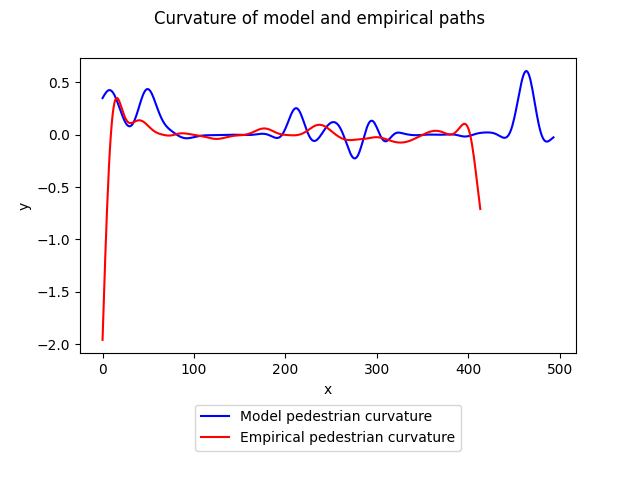 Curvature of model and empirical paths
0.5
0.0
−0.5
−1.0
−1.5
−2.0
y
0 100 200 300 400 500
x
Model pedestrian curvature
Empirical pedestrian curvature